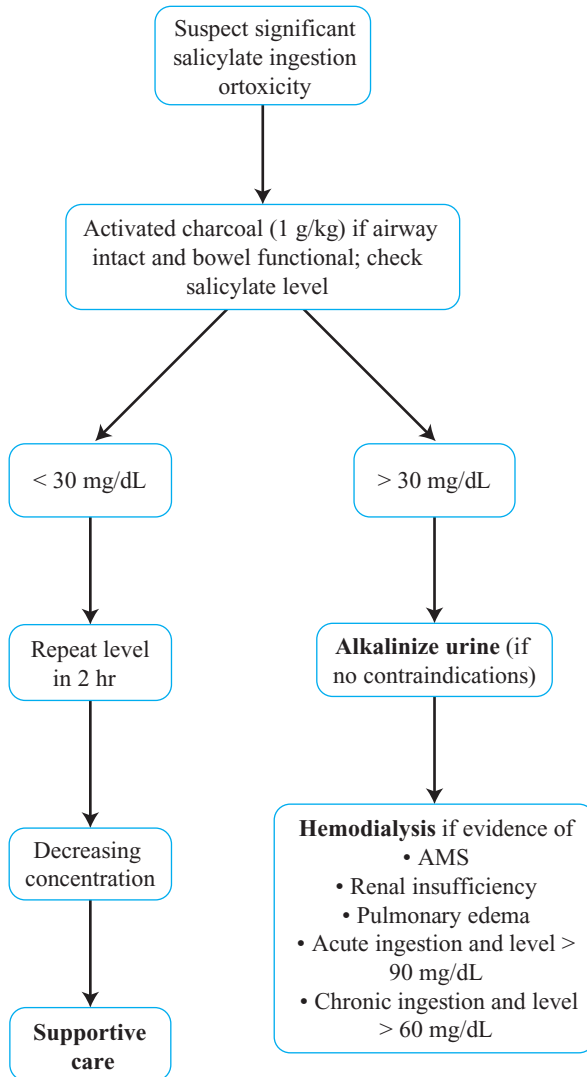 Suspect significant
salicylate ingestion
ortoxicity
Activated charcoal (1 g/kg) if airway
intact and bowel functional; check
salicylate level
< 30 mg/dL
> 30 mg/dL
Repeat level
in 2 hr
Alkalinize urine (if
no contraindications)
Decreasing
concentration
Hemodialysis if evidence of
• AMS
• Renal insufficiency
• Pulmonary edema
• Acute ingestion and level >
90 mg/dL
• Chronic ingestion and level
> 60 mg/dL
Supportive
care